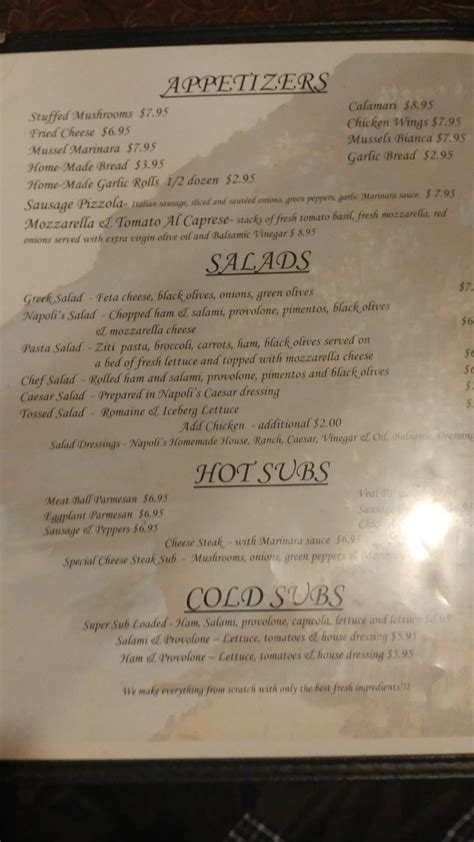 APPETIZERS
Stuffed Mushrooms $7.95
Calamari $8.95
Fried Cheese $6.95
Chicken Wings $7.95
Mussel Marinara $7.95
Mussels Bianca $7.95
Home-Made Bread $3.95
Garlic Bread $2.95
Home-Made Garlic Rolls 1/2 dozen $2.95
Sausage Pizzola- Italian sausage, sliced and sautéed onions, green peppers, garlic Marinara sauce $ 7.95
Mozzarella & Tomato Al Caprese- stacks of fresh tomato basil, fresh mozzarella, red
onions served with extra virgin olive oil and Balsamic Vinegar $ 8.95
SALADS
Greek Salad - Feta cheese, black olives, onions, green olives
Napoli's Salad - Chopped ham & salami, provolone, pimentos, black olives
& mozzarella cheese
Pasta Salad - Ziti pasta, broccoli, carrots, ham, black olives served on
a bed of fresh lettuce and topped with mozzarella cheese
Chef Salad - Rolled ham and salami, provolone, pimentos and black olives
Caesar Salad - Prepared in Napoli's Caesar dressing
Tossed Salad - Romaine & Iceberg Lettuce
Add Chicken - additional $2.00
Salad Dressings - Napoli's Homemade House, Ranch, Caesar, Vinegar & Oil, Balsamic Dressing
HOT SUBS
Meat Ball Parmesan $6.95
Veal
Eggplant Parmesan $6.95
Sausage & Peppers $6.95
Cheese Steak - with Marinara sauce $6.95
Special Cheese Steak Sub - Mushrooms, onions, green peppers &
COLD SUBS
Super Sub Loaded - Ham, Salami, provolone, capicola, lettuce and lettuce $6.95
Salami & Provolone – Lettuce, tomatoes & house dressing $5.95
Ham & Provolone – Lettuce, tomatoes & house dressing $5.95
We make everything from scratch with only the best fresh ingredients!!!